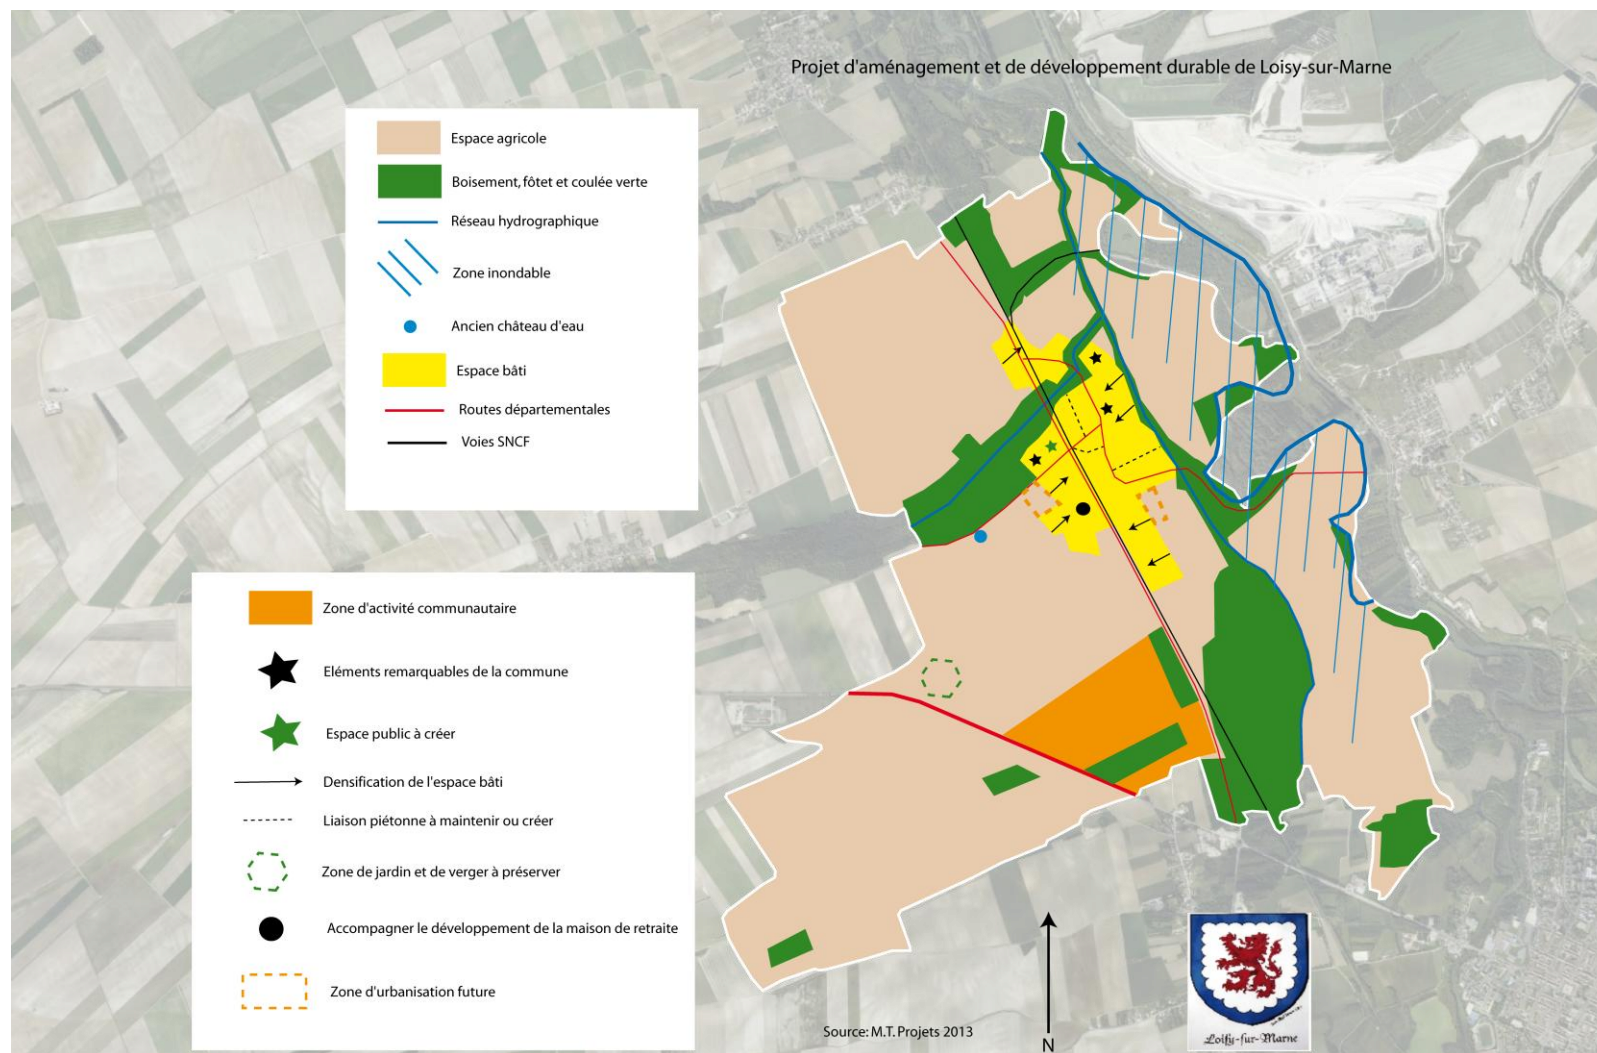 Projet d'aménagement et de développement durable de Loisy-sur-Marne
Espace agricole
Boisement, fôtet et coulée verte
Réseau hydrographique
Zone inondable
Ancien château d'eau
Espace bâti
Routes départementales
Voies SNCF
Zone d'activité communautaire
Eléments remarquables de la commune
Espace public à créer
Densification de l'espace bâti
Liaison piétonne à maintenir ou créer
Zone de jardin et de verger à préserver
Accompagner le développement de la maison de retraite
Zone d'urbanisation future
Source: M.T. Projets 2013
N
Loisy-sur-Marne